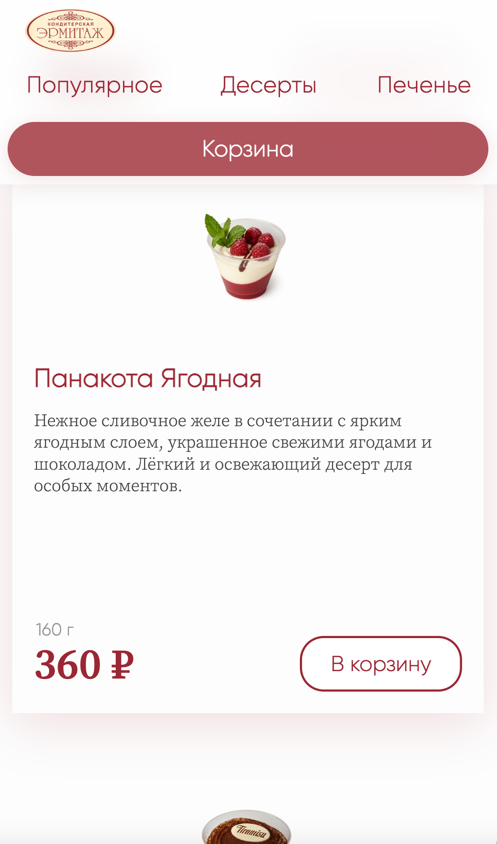 КОНДИТЕРСКАЯ
ЭРМИТАЖ
Популярное Десерты Печенье
Корзина
Панакота Ягодная
Нежное сливочное желе в сочетании с ярким
ягодным слоем, украшенное свежими ягодами и
шоколадом. Лёгкий и освежающий десерт для
особых моментов.
160 г
360 ₽
В корзину
Tiramisu